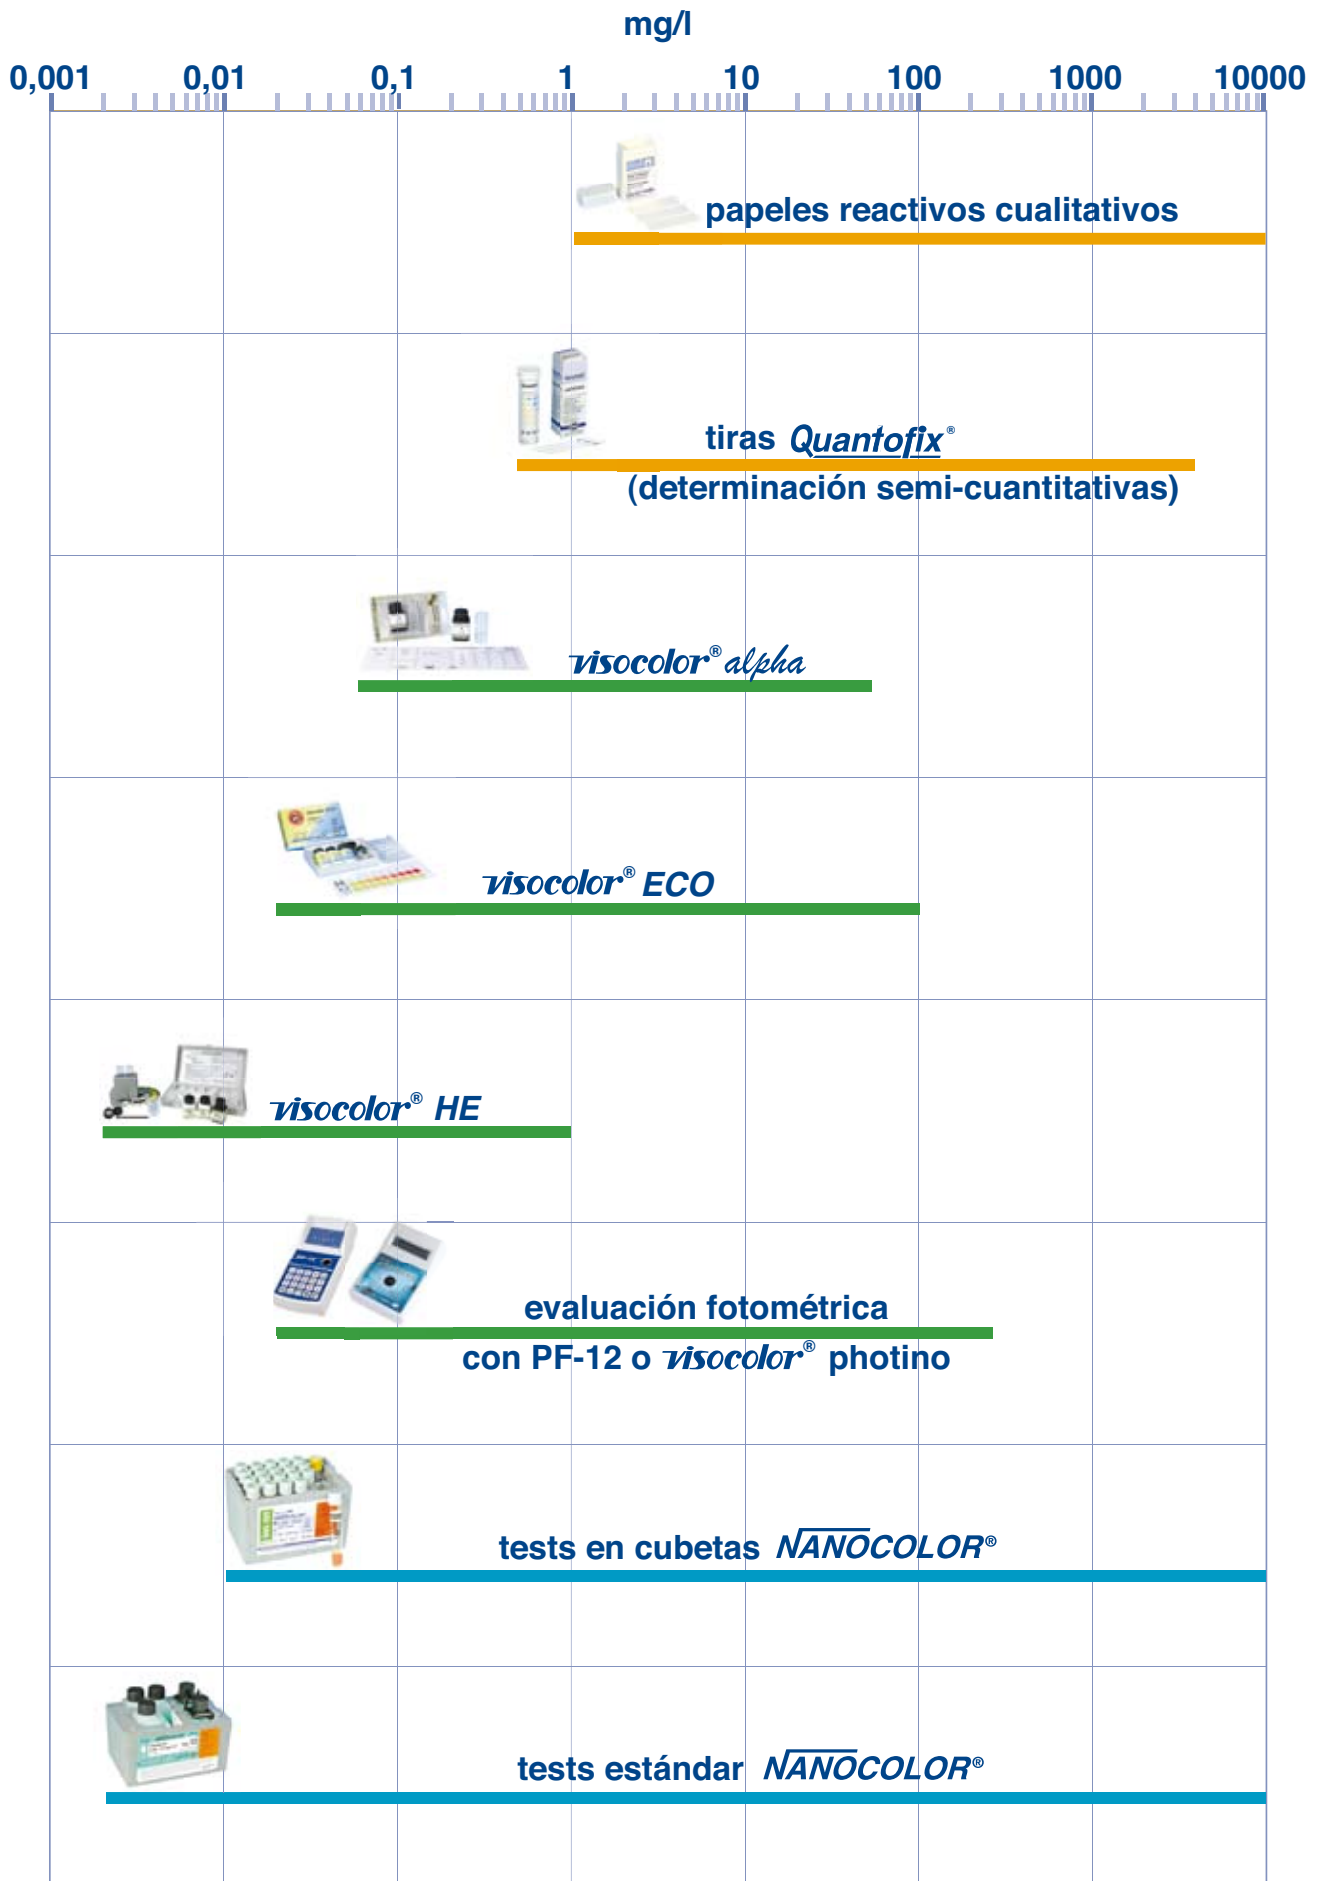 mg/l
0,001 0,01 0,1 1 10 100 1000 10000
papeles reactivos cualitativos
tiras Quantofix®
(determinación semi-cuantitativas)
visocolor® alpha
visocolor® ECO
visocolor® HE
evaluación fotométrica
con PF-12 o visocolor® photino
tests en cubetas NANOCOLOR®
tests estándar NANOCOLOR®